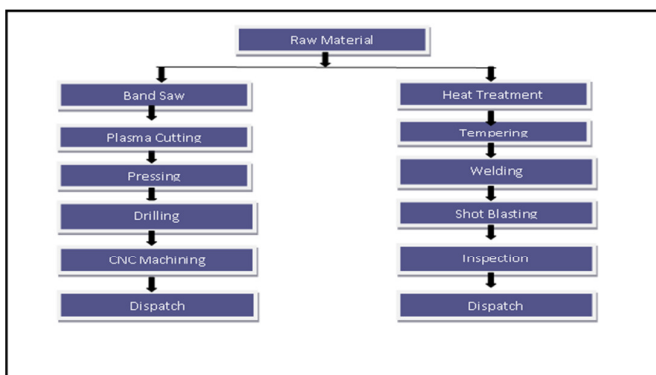 Raw Material
Band Saw
Plasma Cutting
Pressing
Drilling
CNC Machining
Dispatch
Heat Treatment
Tempering
Welding
Shot Blasting
Inspection
Dispatch